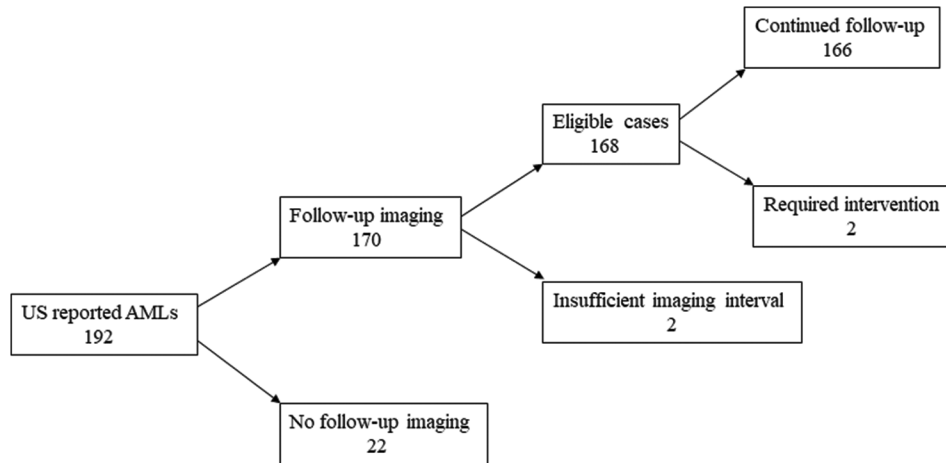 Continued follow-up
166
Eligible cases
168
Required intervention
2
Follow-up imaging
170
Insufficient imaging interval
2
US reported AMLs
192
No follow-up imaging
22